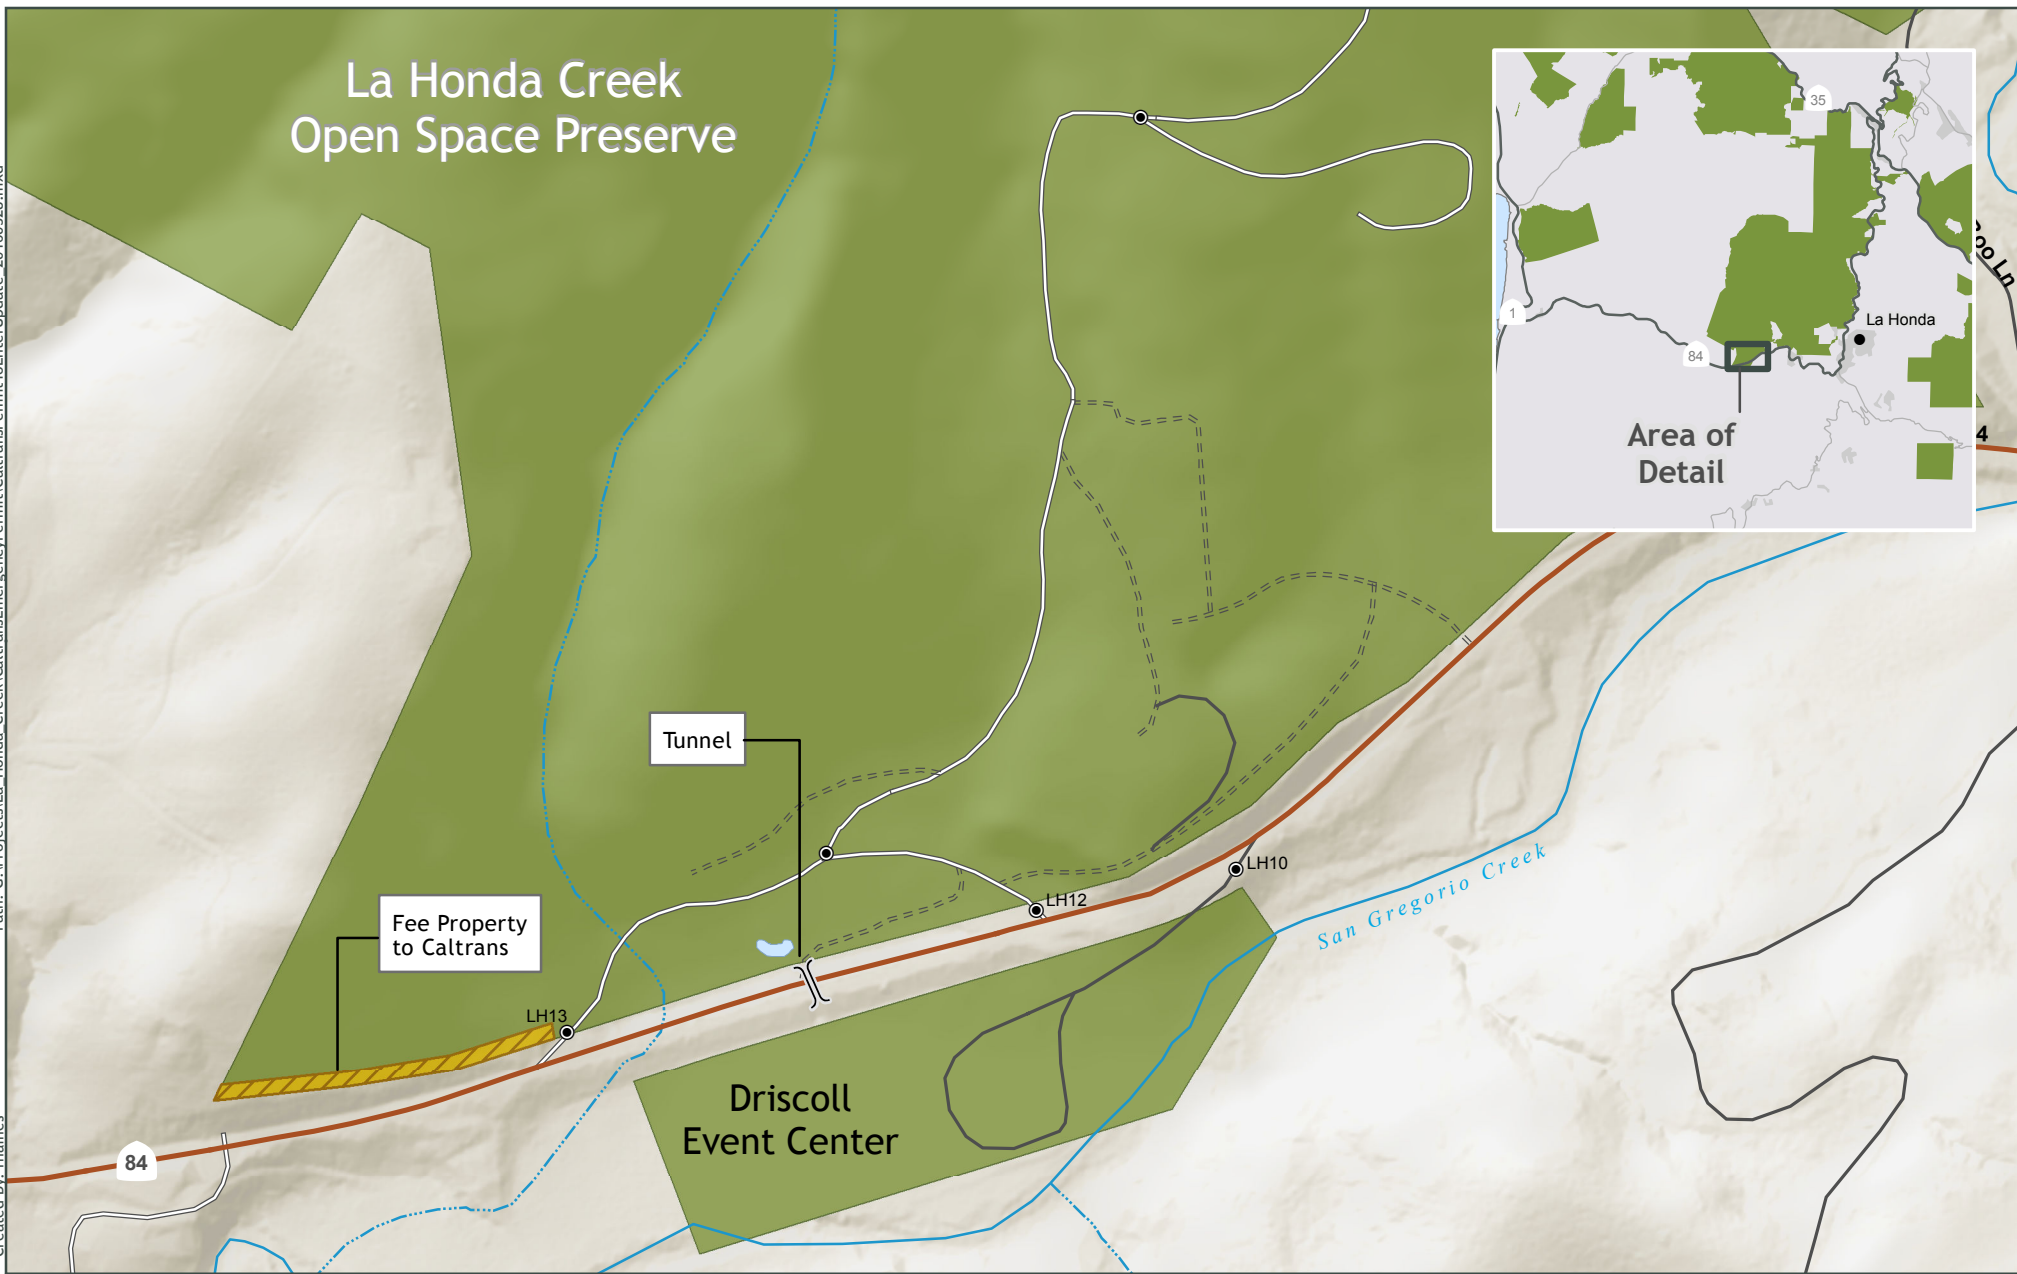 La Honda Creek
Open Space Preserve
35
1
84
La Honda
Area of
Detail
Ln
4
Tunnel
Fee Property
to Caltrans
LH10
LH12
LH13
San Gregorio Creek
Driscoll
Event Center
84